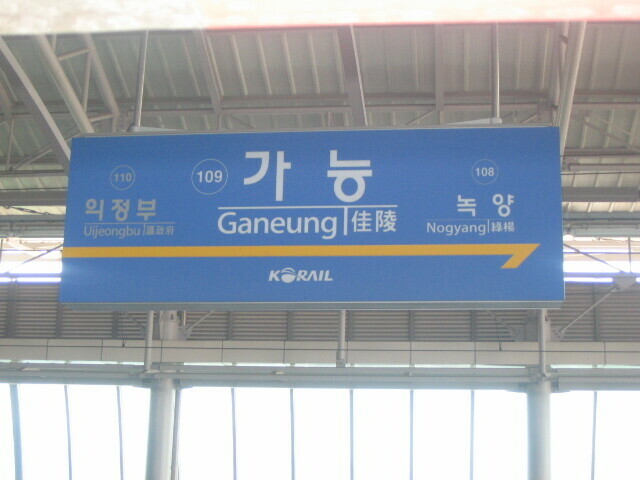 110
의정부
Uijeongbu 議政府
109
가능
Ganeung 佳陵
108
녹양
Nogyang 綠楊
KORAIL